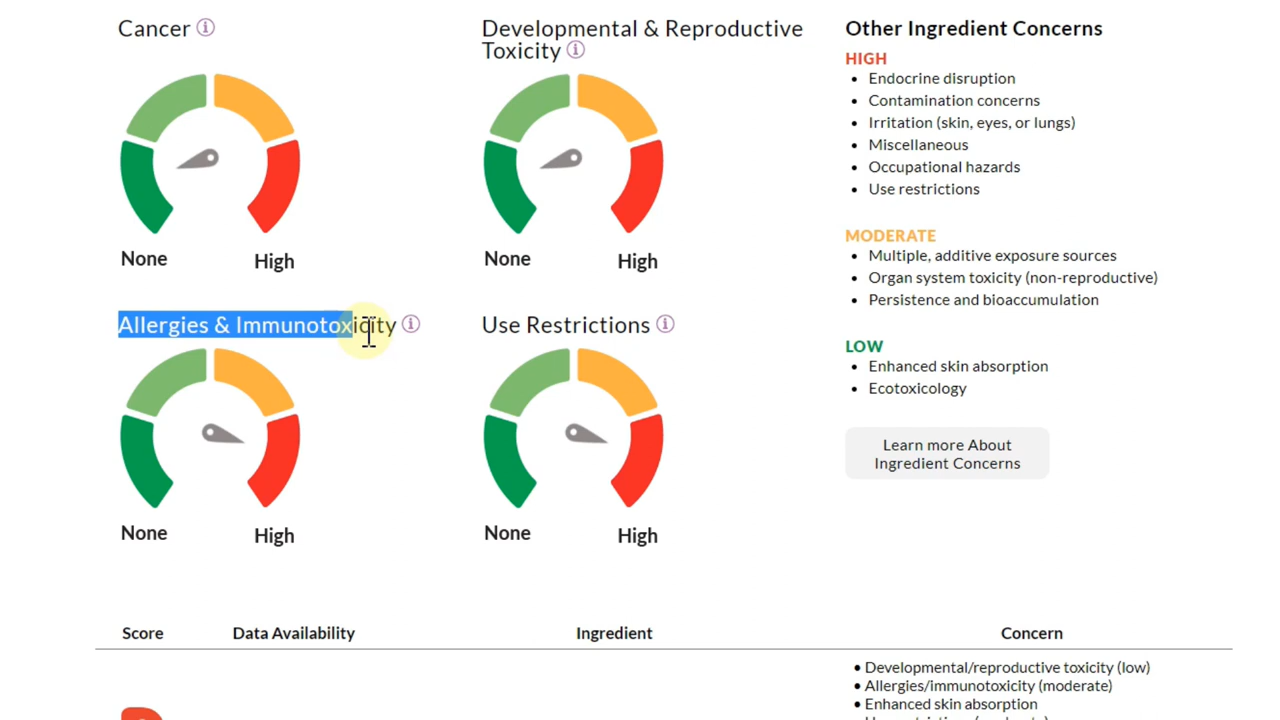 Cancer
Developmental & Reproductive
Toxicity
None
High
None
High
Allergies & Immunotoxicity
Use Restrictions
None
High
None
High
Other Ingredient Concerns
HIGH
• Endocrine disruption
• Contamination concerns
• Irritation (skin, eyes, or lungs)
• Miscellaneous
• Occupational hazards
• Use restrictions
MODERATE
• Multiple, additive exposure sources
• Organ system toxicity (non-reproductive)
• Persistence and bioaccumulation
LOW
• Enhanced skin absorption
• Ecotoxicology
Learn more About
Ingredient Concerns
Score
Data Availability
Ingredient
Concern
• Developmental/reproductive toxicity (low)
• Allergies/immunotoxicity (moderate)
• Enhanced skin absorption